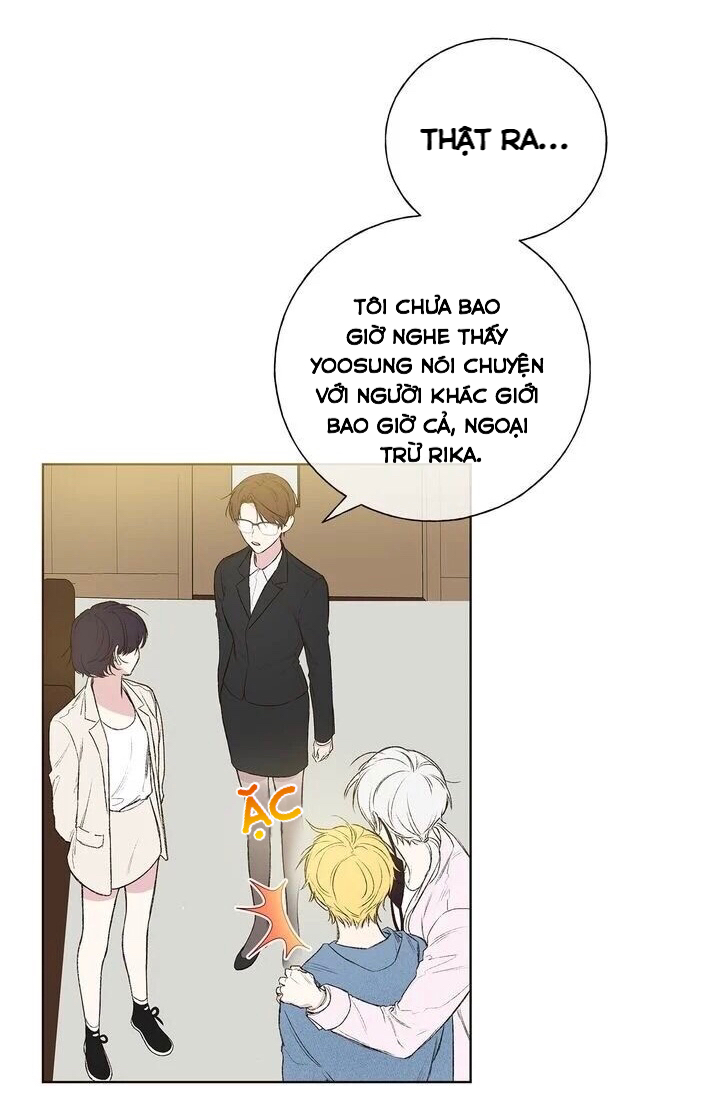 THẬT RA...
TÔI CHƯA BAO
GIỜ NGHE THẤY
YOOSUNG NÓI CHUYỆN
VỚI NGƯỜI KHÁC GIỚI
BAO GIỜ CẢ, NGOẠI
TRỪ RIKA.
ẶC